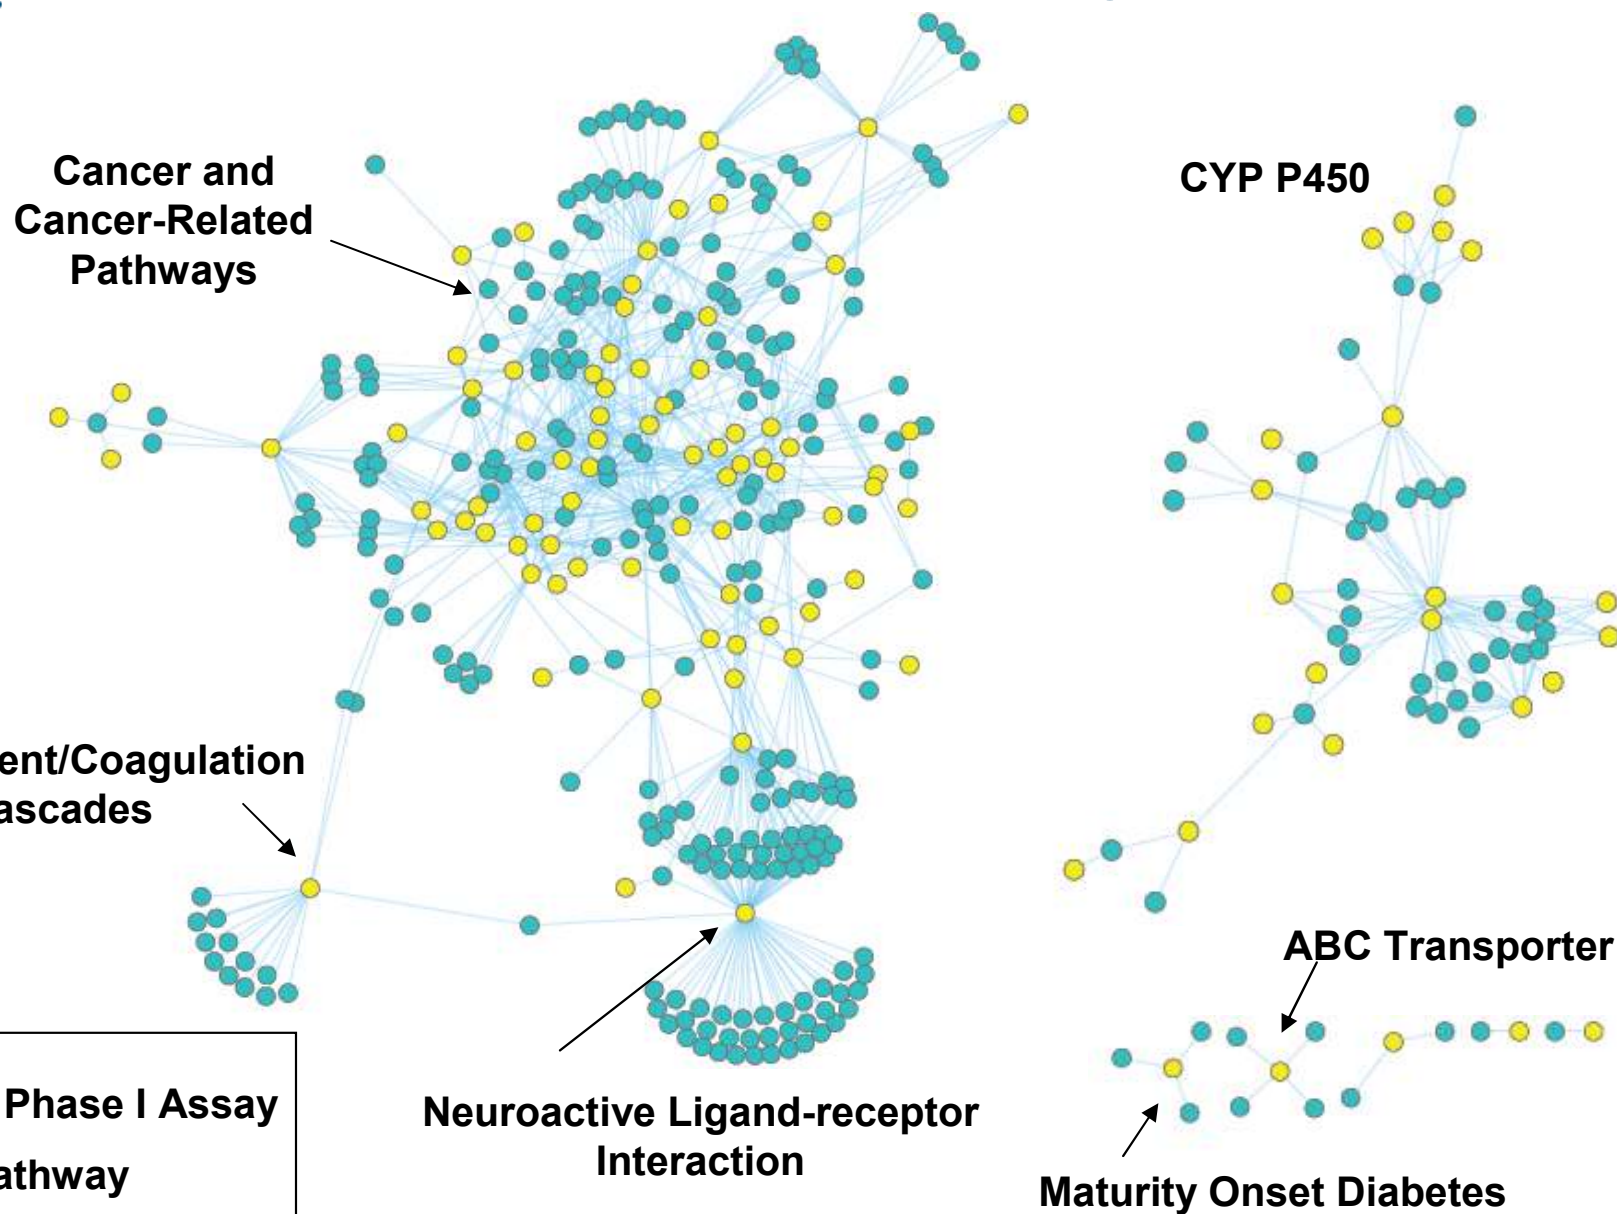 Cancer and
Cancer-Related
Pathways
CYP P450
ent/Coagulation
ascades
ABC Transporter
Phase I Assay
athway
Neuroactive Ligand-receptor
Interaction
Maturity Onset Diabetes